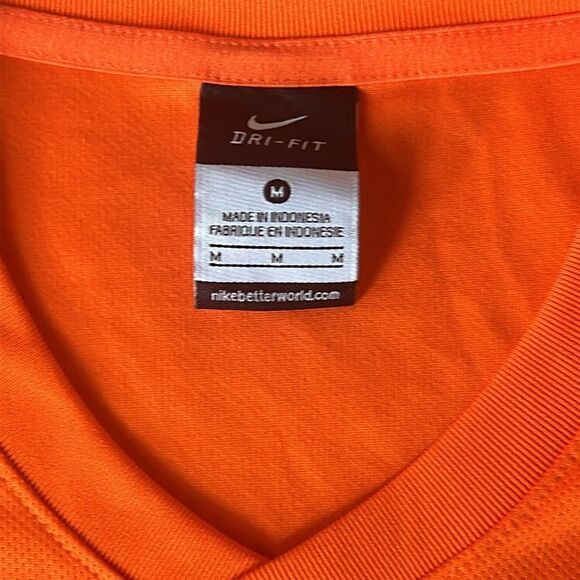 DRI-FIT
M
MADE IN INDONESIA
FABRIQUE EN INDONESIE
M M M
nikebetterworld.com